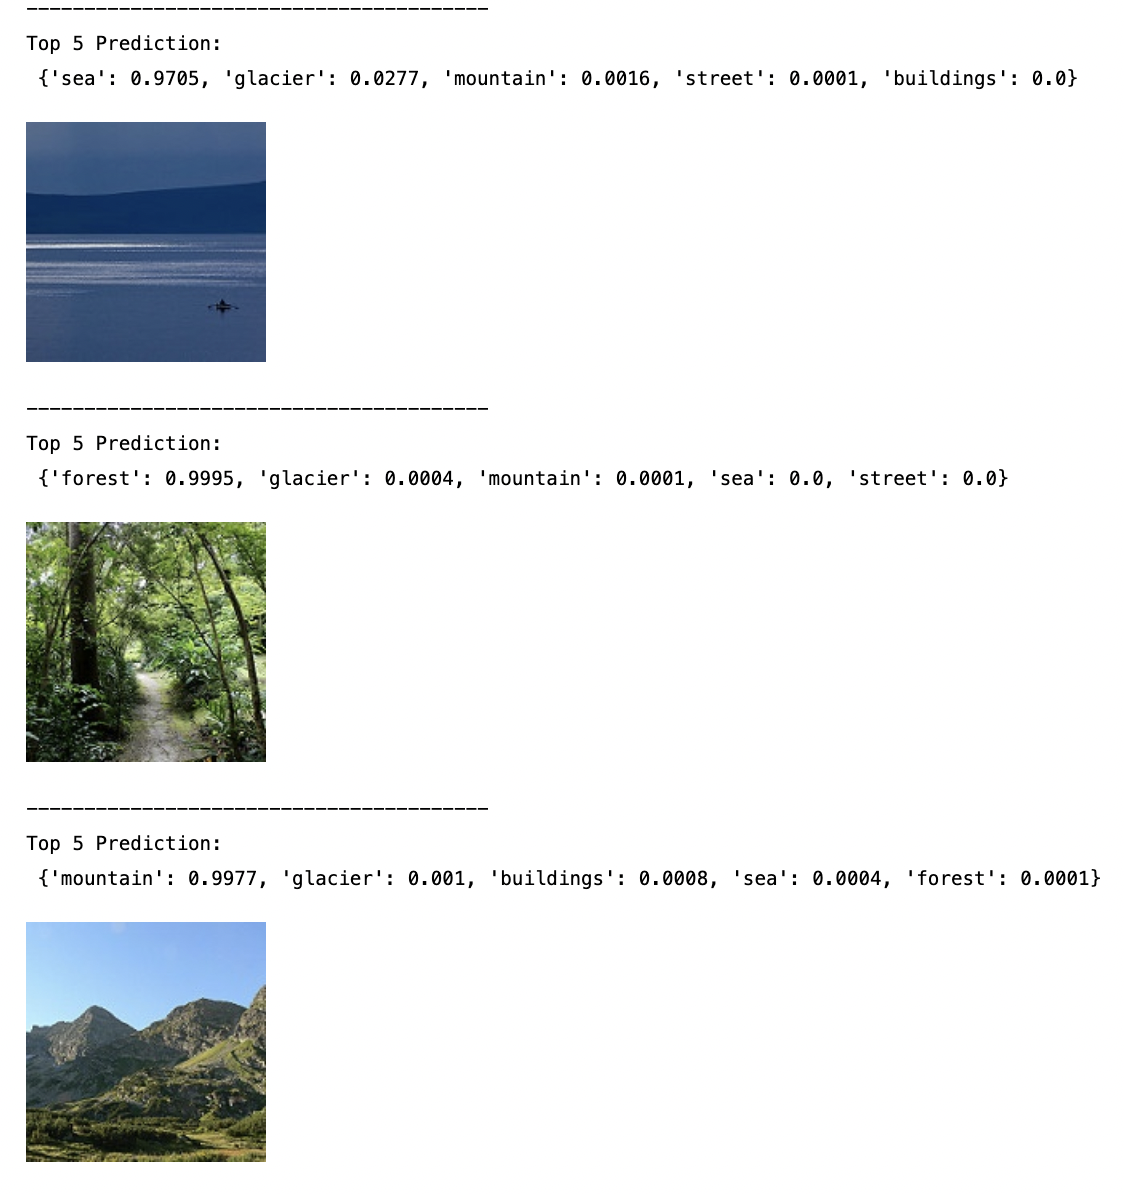 ---------------------------------------
Top 5 Prediction:
{'sea': 0.9705, 'glacier': 0.0277, 'mountain': 0.0016, 'street': 0.0001, 'buildings': 0.0}
---------------------------------------
Top 5 Prediction:
{'forest': 0.9995, 'glacier': 0.0004, 'mountain': 0.0001, 'sea': 0.0, 'street': 0.0}
---------------------------------------
Top 5 Prediction:
{'mountain': 0.9977, 'glacier': 0.001, 'buildings': 0.0008, 'sea': 0.0004, 'forest': 0.0001}